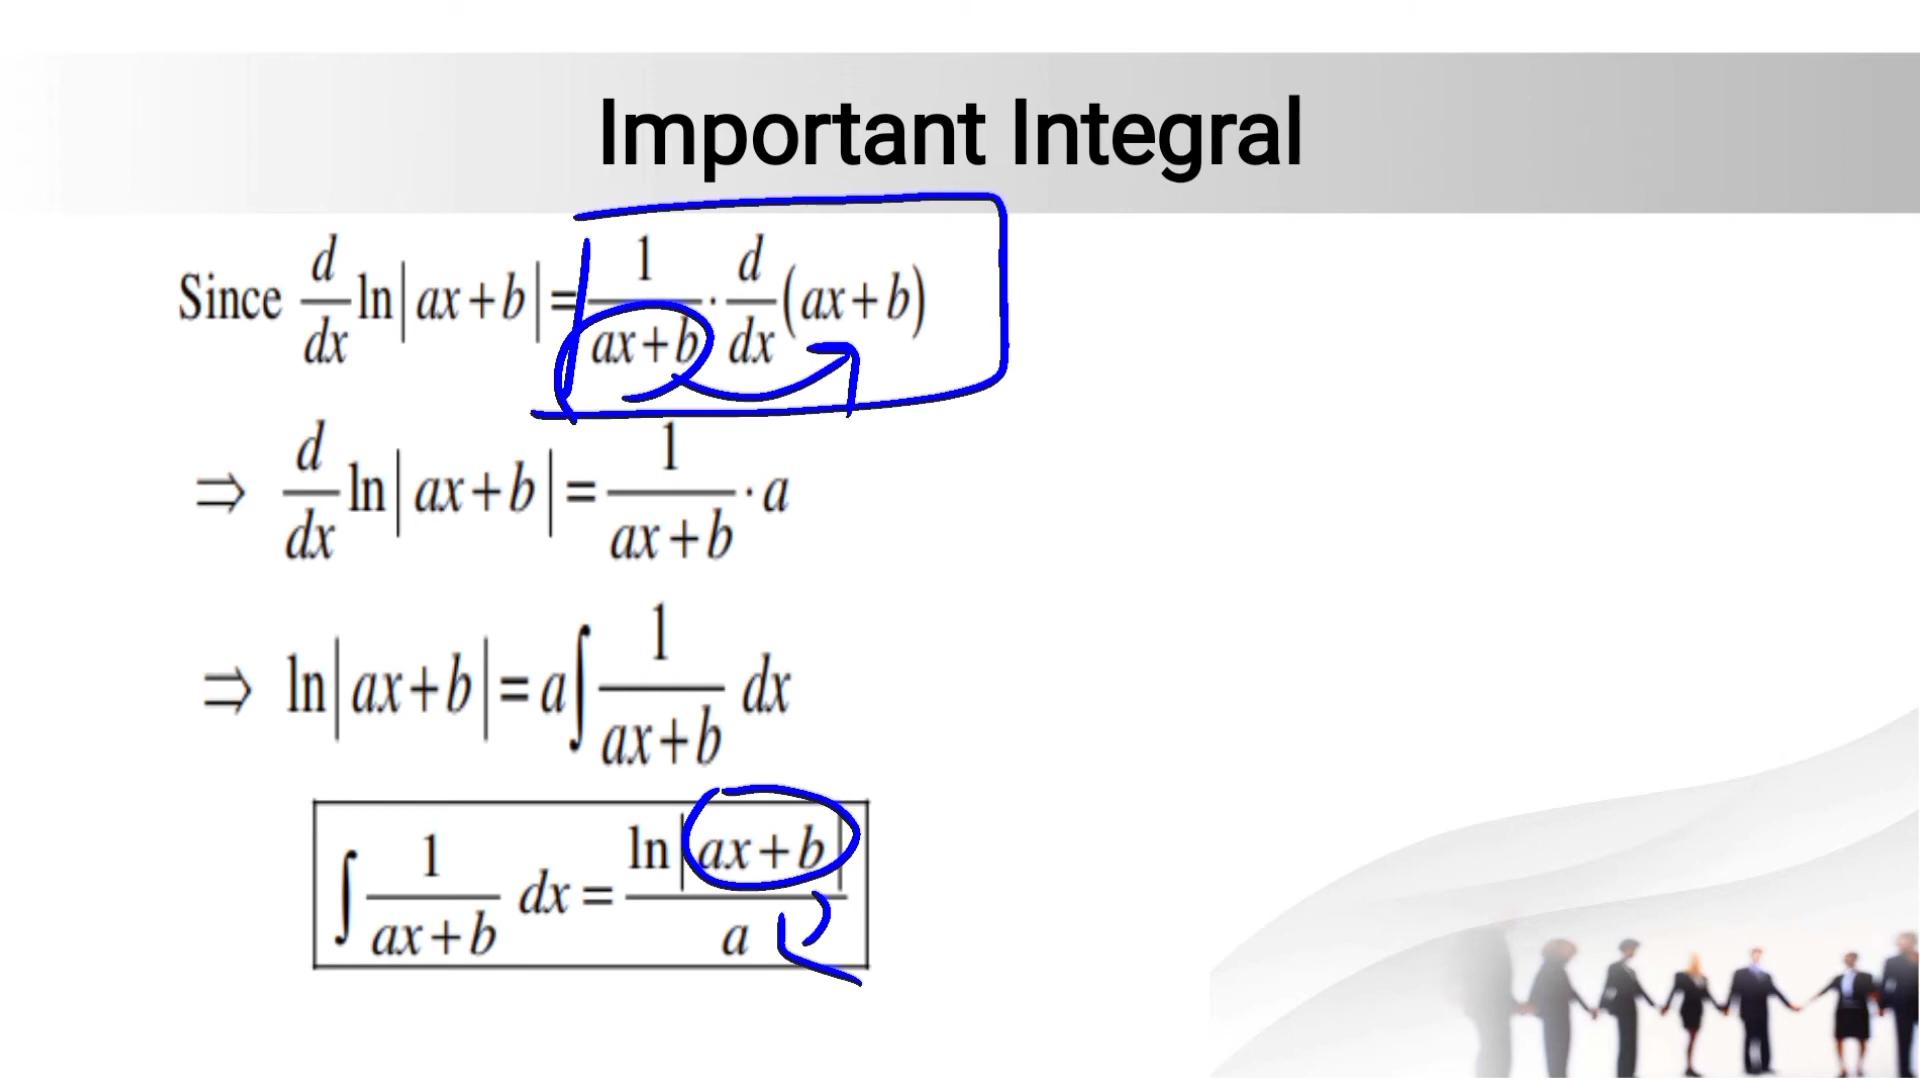 Important Integral
Since d/dx ln|ax+b| = 1/(ax+b) · d/dx (ax+b)
⇒ d/dx ln|ax+b| = 1/(ax+b) · a
⇒ ln|ax+b| = a∫ 1/(ax+b) dx
∫ 1/(ax+b) dx = ln|ax+b| / a